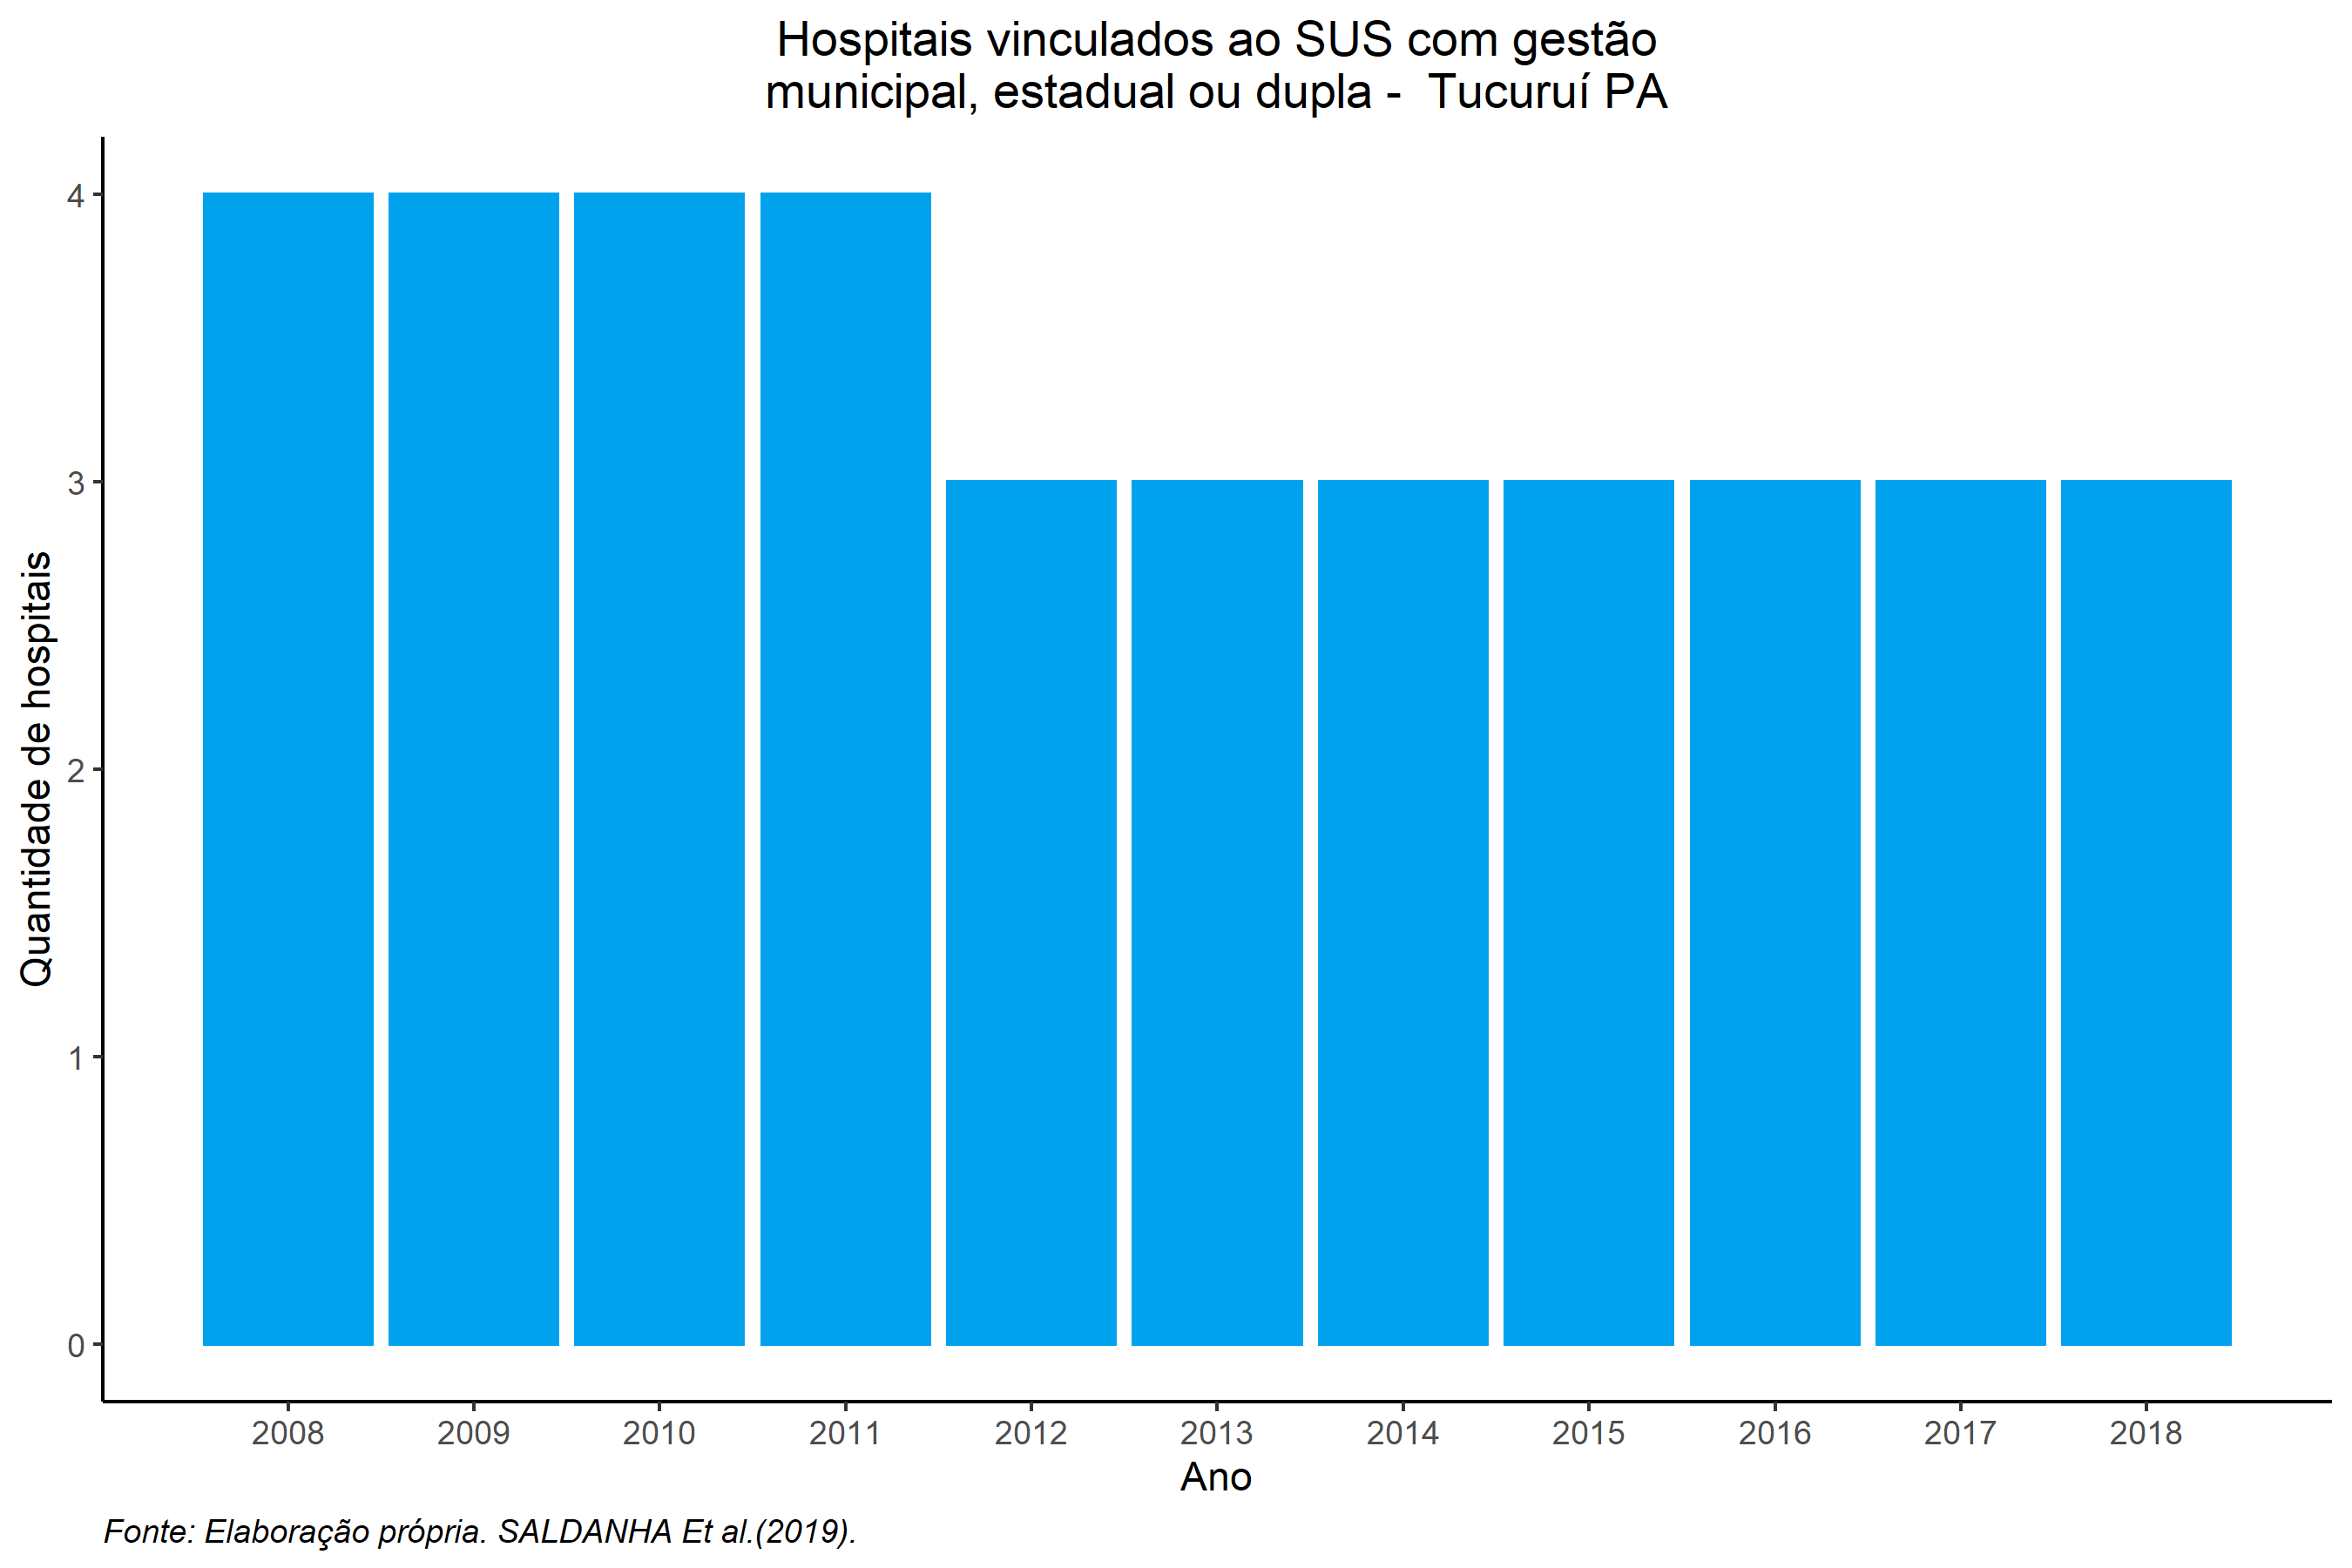 Hospitais vinculados ao SUS com gestão
municipal, estadual ou dupla -  Tucuruí PA
Quantidade de hospitais
4
3
2
1
0
2008 2009 2010 2011 2012 2013 2014 2015 2016 2017 2018
Ano
Fonte: Elaboração própria. SALDANHA Et al.(2019).